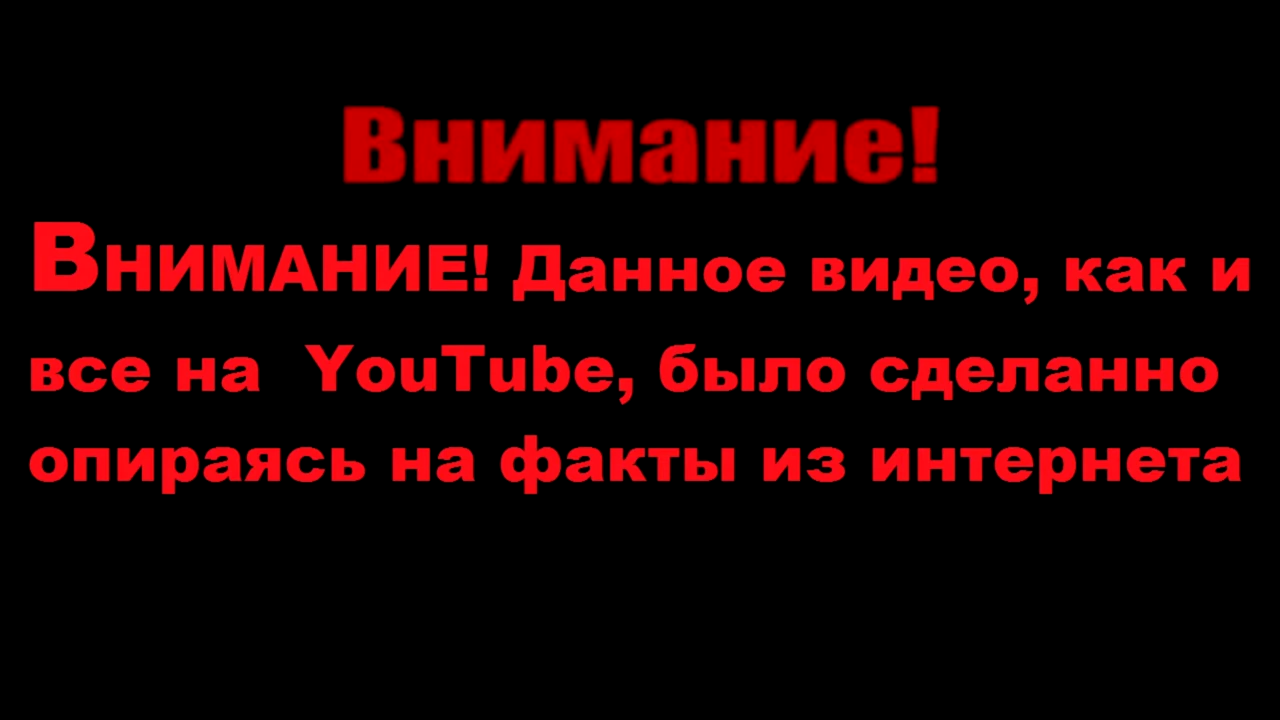 Внимание!
ВНИМАНИЕ! Данное видео, как и
все на YouTube, было сделанно
опираясь на факты из интернета